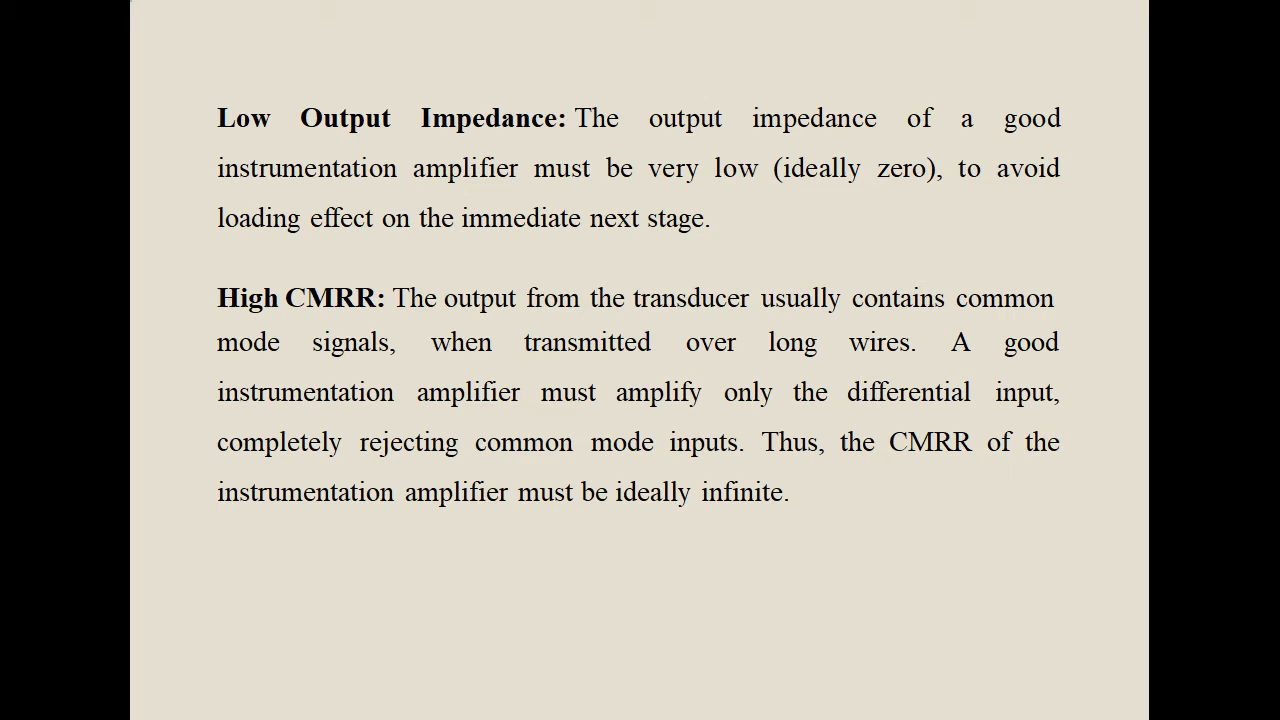 Low Output Impedance: The output impedance of a good
instrumentation amplifier must be very low (ideally zero), to avoid
loading effect on the immediate next stage.
High CMRR: The output from the transducer usually contains common
mode signals, when transmitted over long wires. A good
instrumentation amplifier must amplify only the differential input,
completely rejecting common mode inputs. Thus, the CMRR of the
instrumentation amplifier must be ideally infinite.